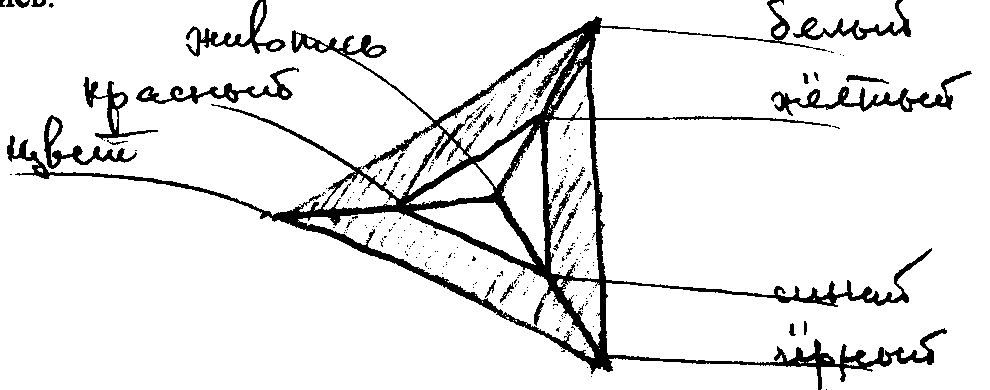 живопись
красный
цвет
белый
жёлтый
синий
чёрный